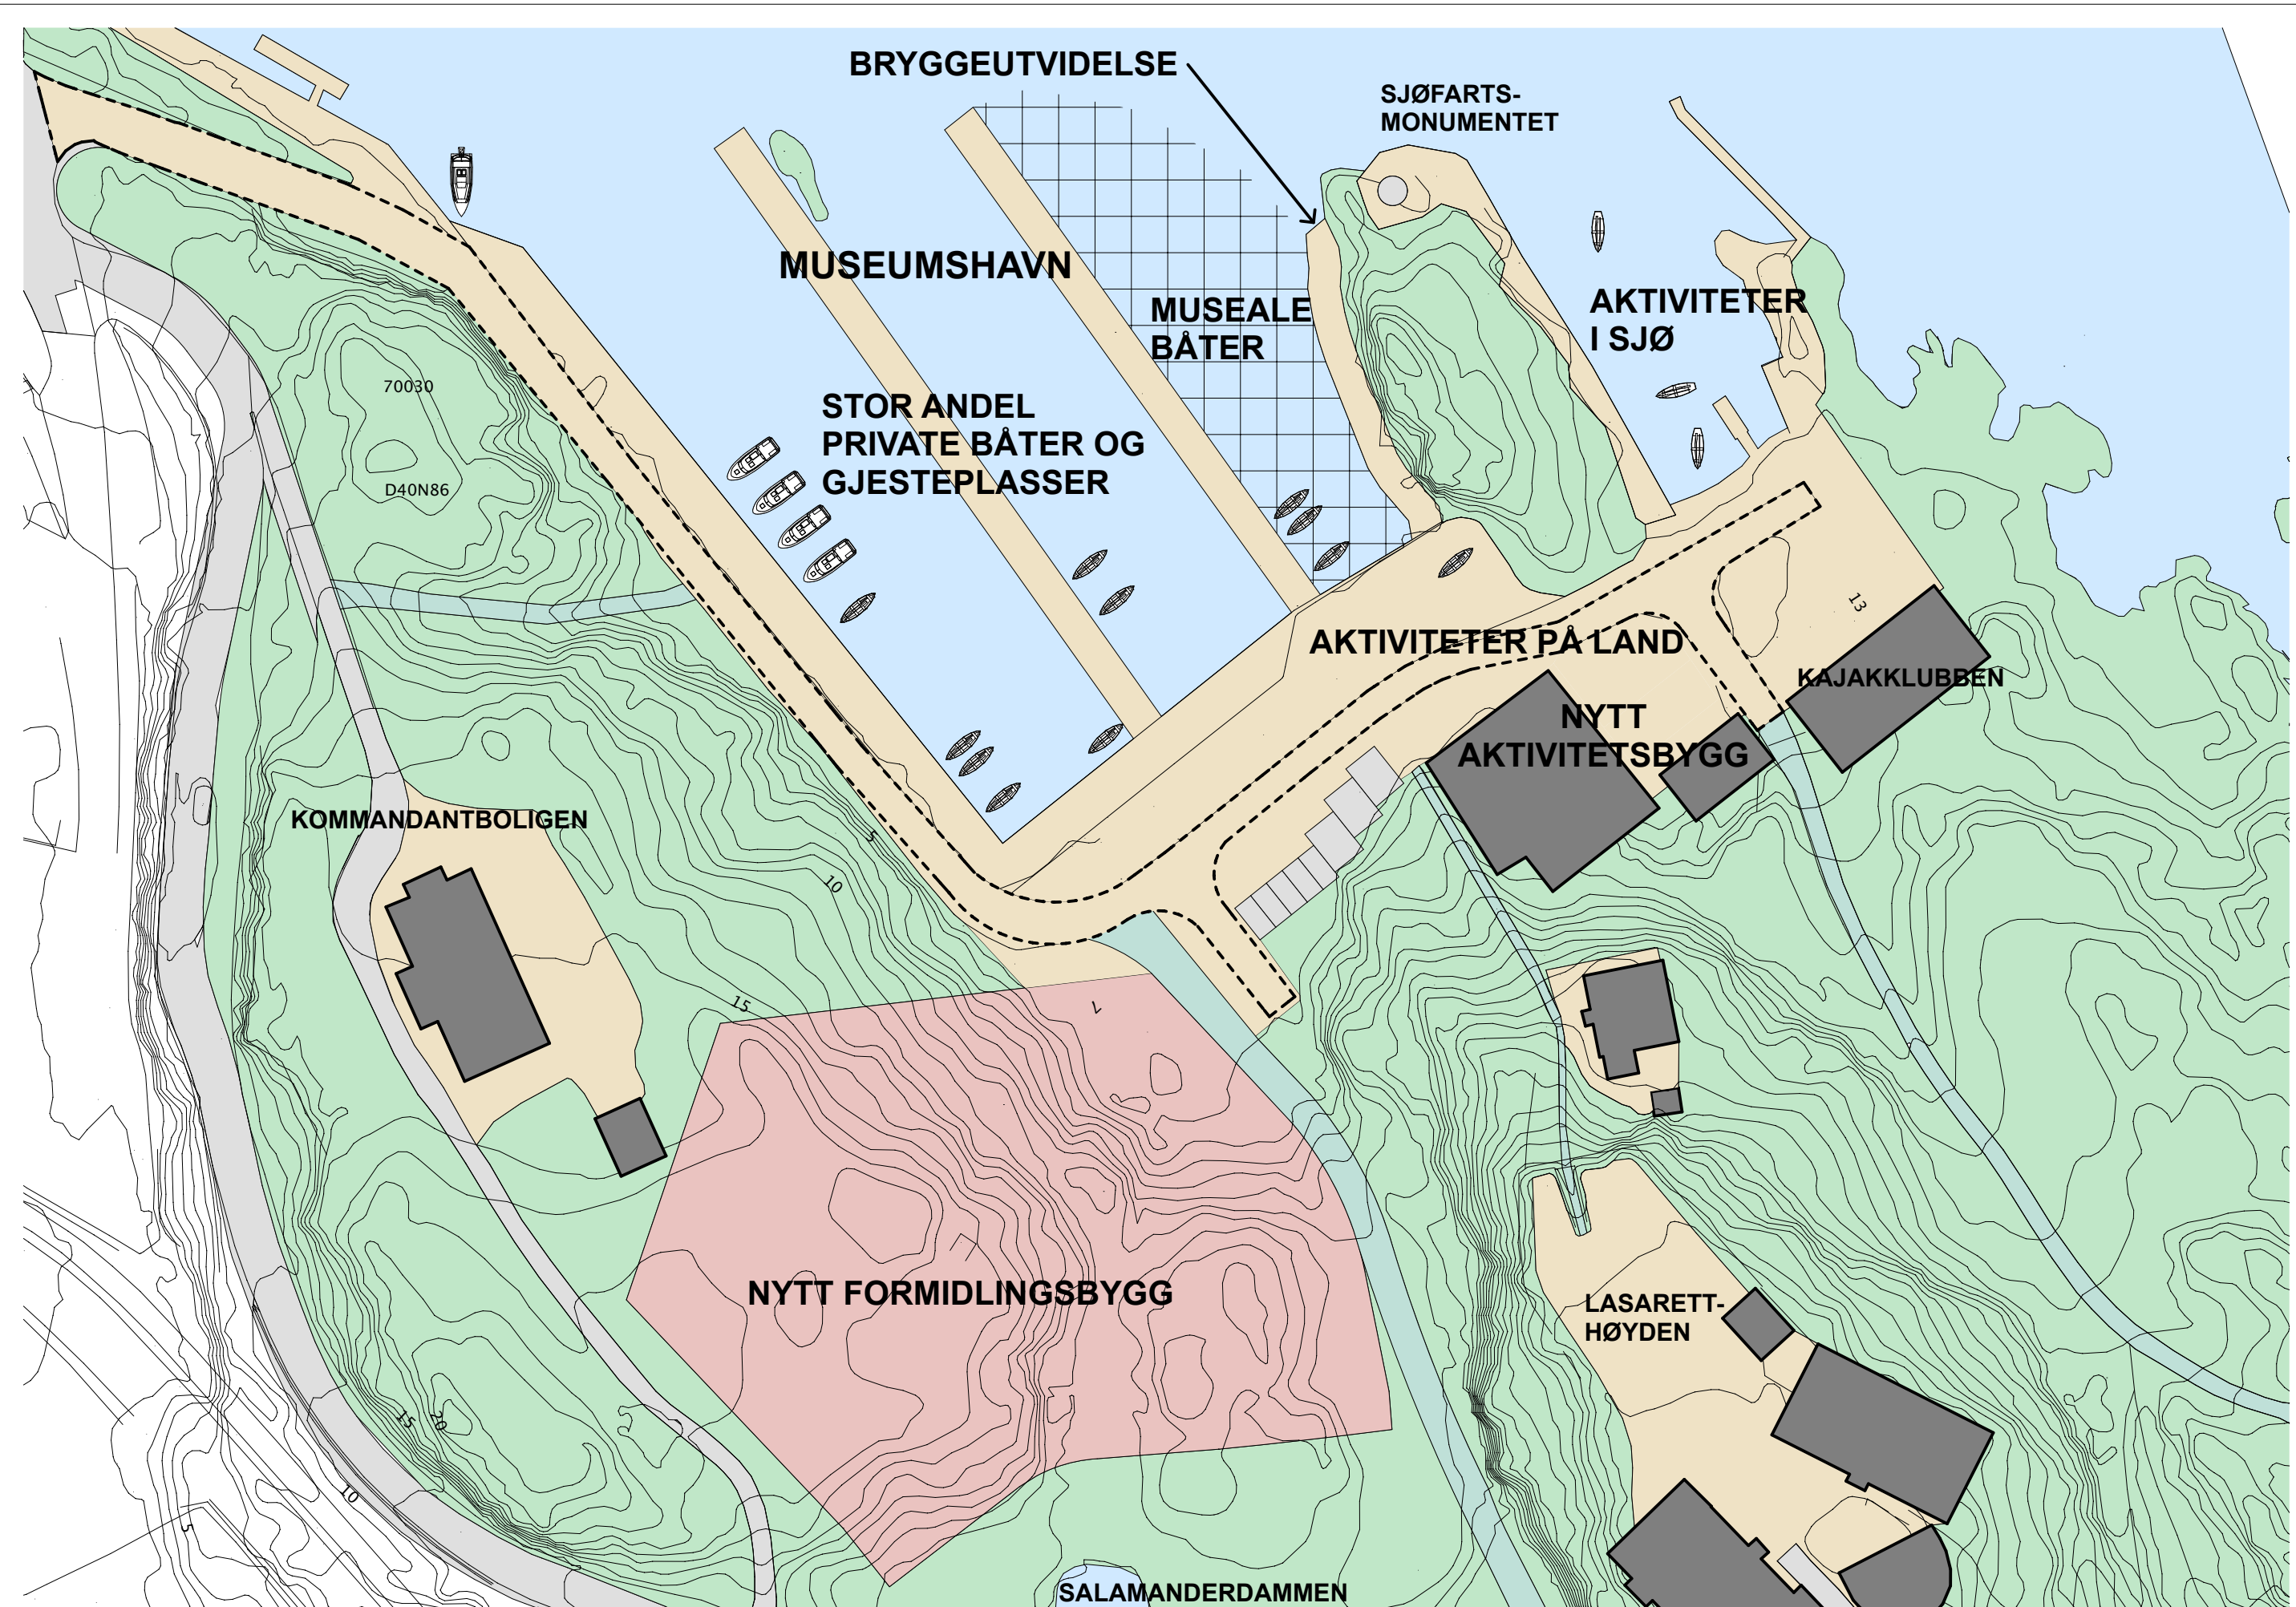 BRYGGEUTVIDELSE
SJØFARTS-
MONUMENTET
MUSEUMSHAVN
MUSEALE
BÅTER
AKTIVITETER
I SJØ
70030
STOR ANDEL
PRIVATE BÅTER OG
GJESTEPLASSER
D40N86
13
AKTIVITETER PÅ LAND
KAJAKKLUBBEN
NYTT
AKTIVITETSBYGG
KOMMANDANTBOLIGEN
5
10
15
7
NYTT FORMIDLINGSBYGG
LASARETT-
HØYDEN
15
20
10
5
SALAMANDERDAMMEN